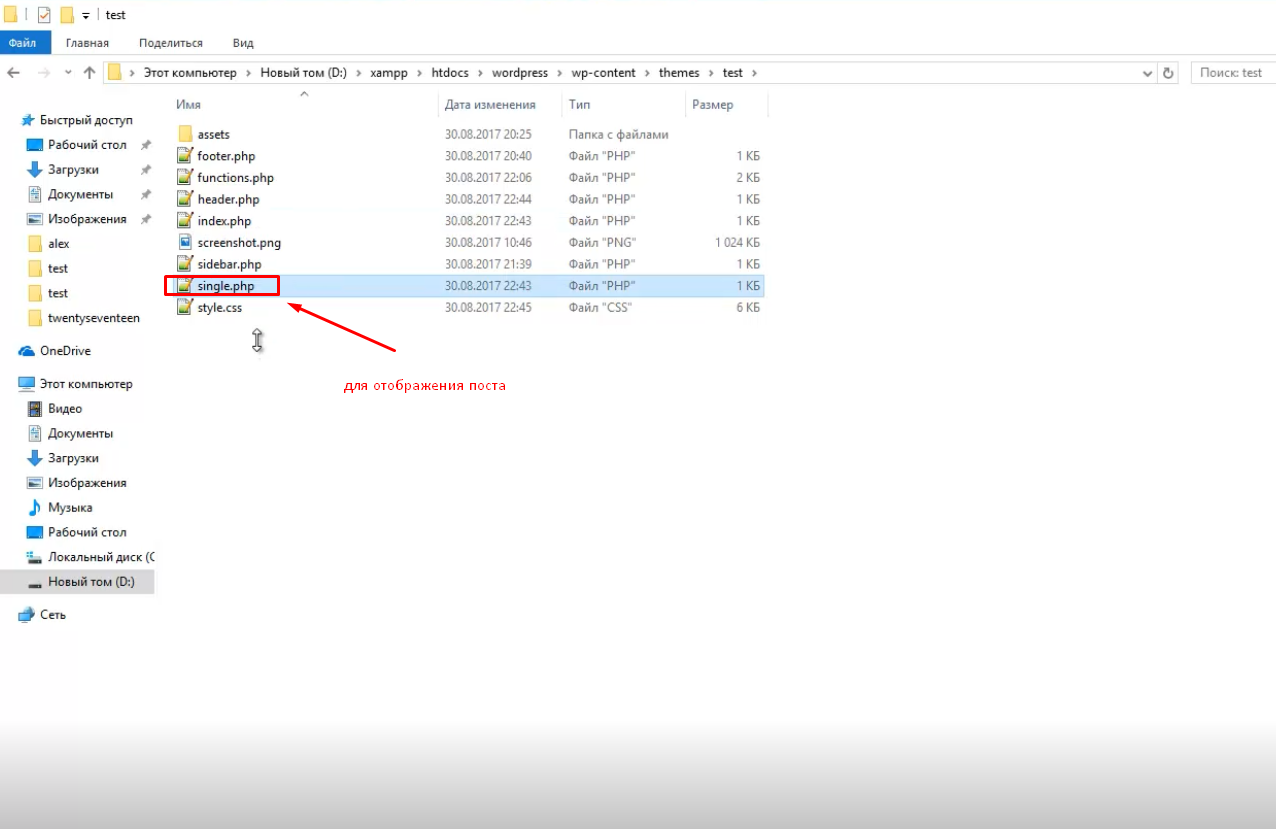 test
Файл Главная Поделиться Вид
Этот компьютер Новый том (D:) xampp htdocs wordpress wp-content themes test Поиск: test
Имя Дата изменения Тип Размер
Быстрый доступ
Рабочий стол
Загрузки
Документы
Изображения
alex
test
test
twentyseventeen
OneDrive
Этот компьютер
Видео
Документы
Загрузки
Изображения
Музыка
Рабочий стол
Локальный диск (C
Новый том (D:)
Сеть
assets 30.08.2017 20:25 Папка с файлами
footer.php 30.08.2017 20:40 Файл "PHP" 1 КБ
functions.php 30.08.2017 22:06 Файл "PHP" 2 КБ
header.php 30.08.2017 22:44 Файл "PHP" 1 КБ
index.php 30.08.2017 22:43 Файл "PHP" 1 КБ
screenshot.png 30.08.2017 10:46 Файл "PNG" 1 024 КБ
sidebar.php 30.08.2017 21:39 Файл "PHP" 1 КБ
single.php 30.08.2017 22:43 Файл "PHP" 1 КБ
style.css 30.08.2017 22:45 Файл "CSS" 6 КБ
для отображения поста